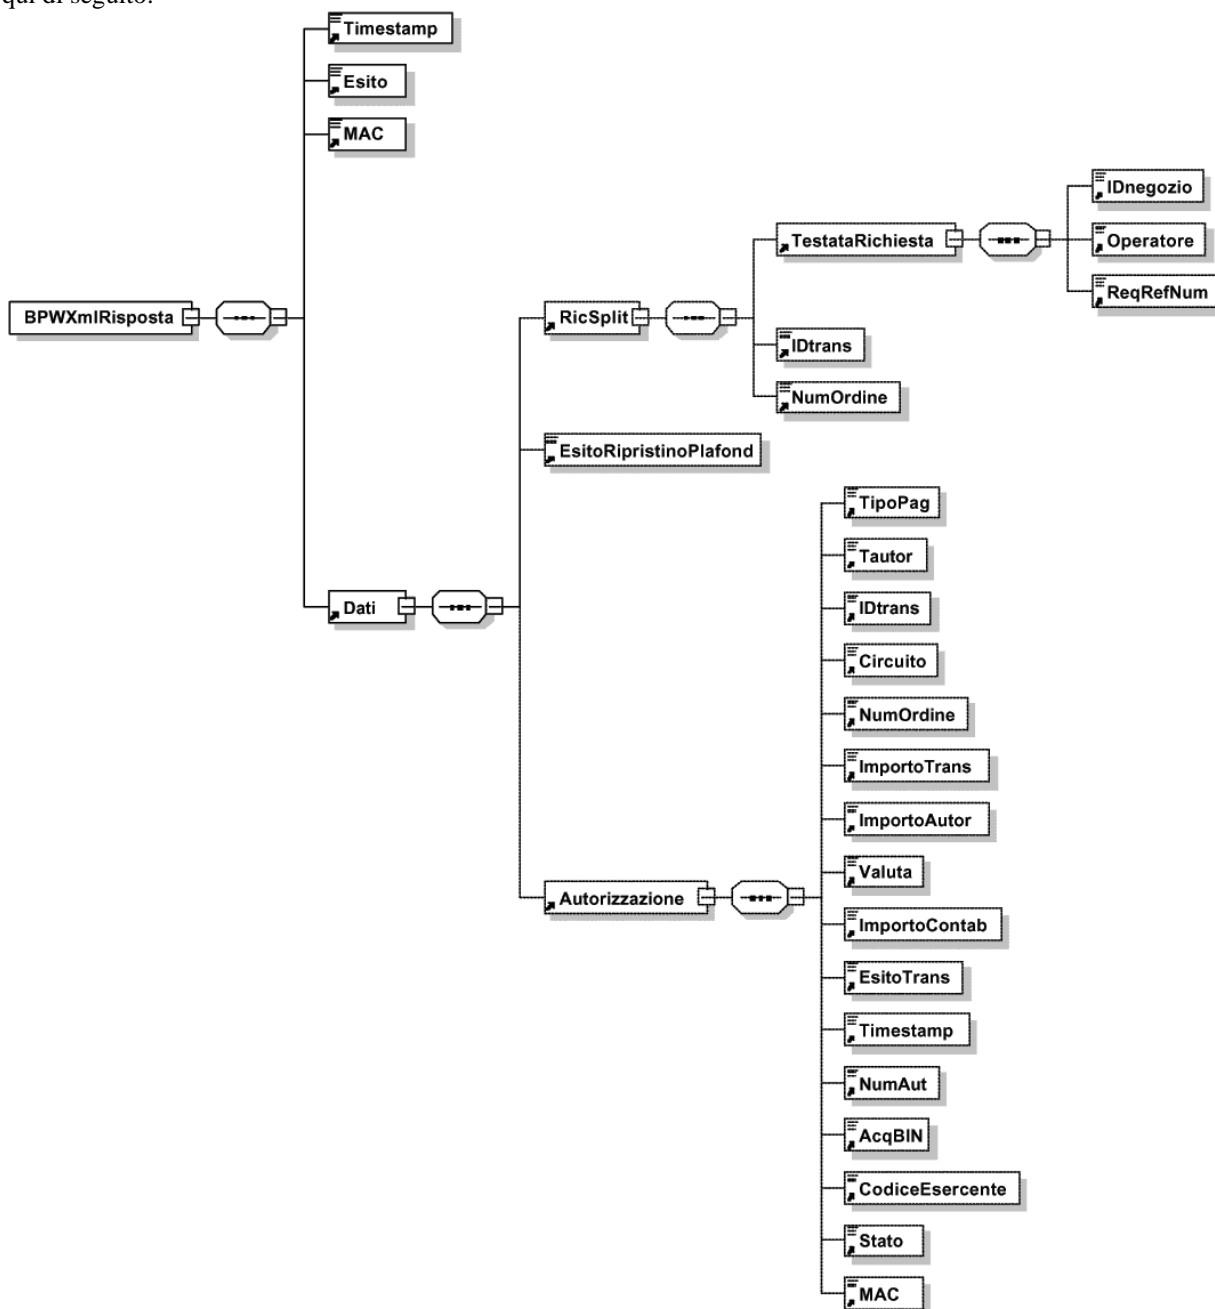 qui di seguito:
Timestamp
Esito
MAC
IDnegozio
TestataRichiesta
Operatore
ReqRefNum
BPWXmlRisposta
RicSplit
IDtrans
NumOrdine
EsitoRipristinoPlafond
TipoPag
Tautor
Dati
IDtrans
Circuito
NumOrdine
ImportoTrans
ImportoAutor
Valuta
Autorizzazione
ImportoContab
EsitoTrans
Timestamp
NumAut
AcqBIN
CodiceEsercente
Stato
MAC